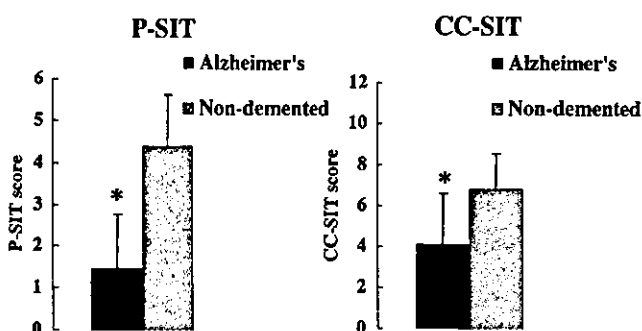 P-SIT
Alzheimer's
Non-demented
P-SIT score
6
5
4
3
2
1
0
*
CC-SIT
Alzheimer's
Non-demented
CC-SIT score
12
10
8
6
4
2
0
*